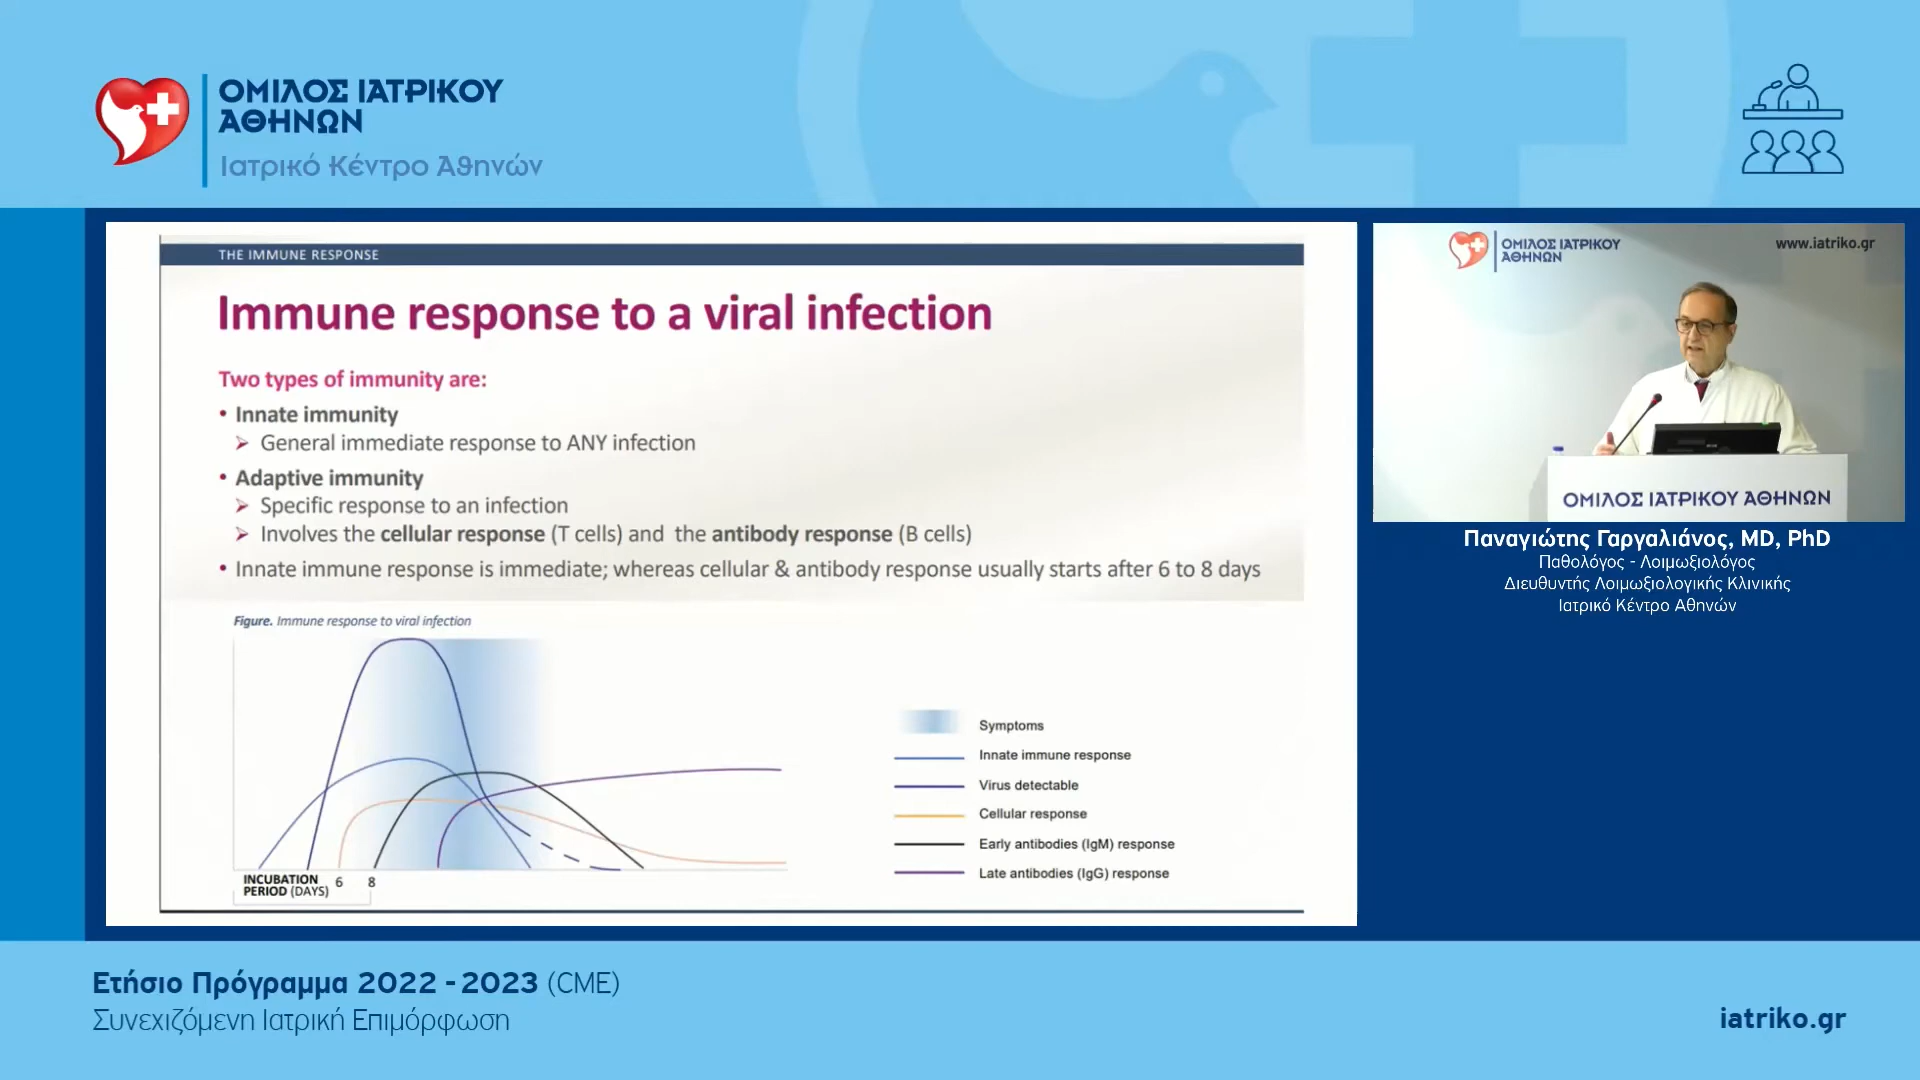 ΟΜΙΛΟΣ ΙΑΤΡΙΚΟΥ
ΑΘΗΝΩΝ
Ιατρικό Κέντρο Αθηνών
THE IMMUNE RESPONSE
Immune response to a viral infection
Two types of immunity are:
• Innate immunity
➢ General immediate response to ANY infection
• Adaptive immunity
➢ Specific response to an infection
➢ Involves the cellular response (T cells) and the antibody response (B cells)
• Innate immune response is immediate; whereas cellular & antibody response usually starts after 6 to 8 days
Figure. Immune response to viral infection
INCUBATION
PERIOD (DAYS)
6 8
Symptoms
Innate immune response
Virus detectable
Cellular response
Early antibodies (IgM) response
Late antibodies (IgG) response
ΟΜΙΛΟΣ ΙΑΤΡΙΚΟΥ
ΑΘΗΝΩΝ
www.iatriko.gr
ΟΜΙΛΟΣ ΙΑΤΡΙΚΟΥ ΑΘΗΝΩΝ
Παναγιώτης Γαργαλιάνος, MD, PhD
Παθολόγος - Λοιμωξιολόγος
Διευθυντής Λοιμωξιολογικής Κλινικής
Ιατρικό Κέντρο Αθηνών
Ετήσιο Πρόγραμμα 2022 - 2023 (CME)
Συνεχιζόμενη Ιατρική Επιμόρφωση
iatriko.gr